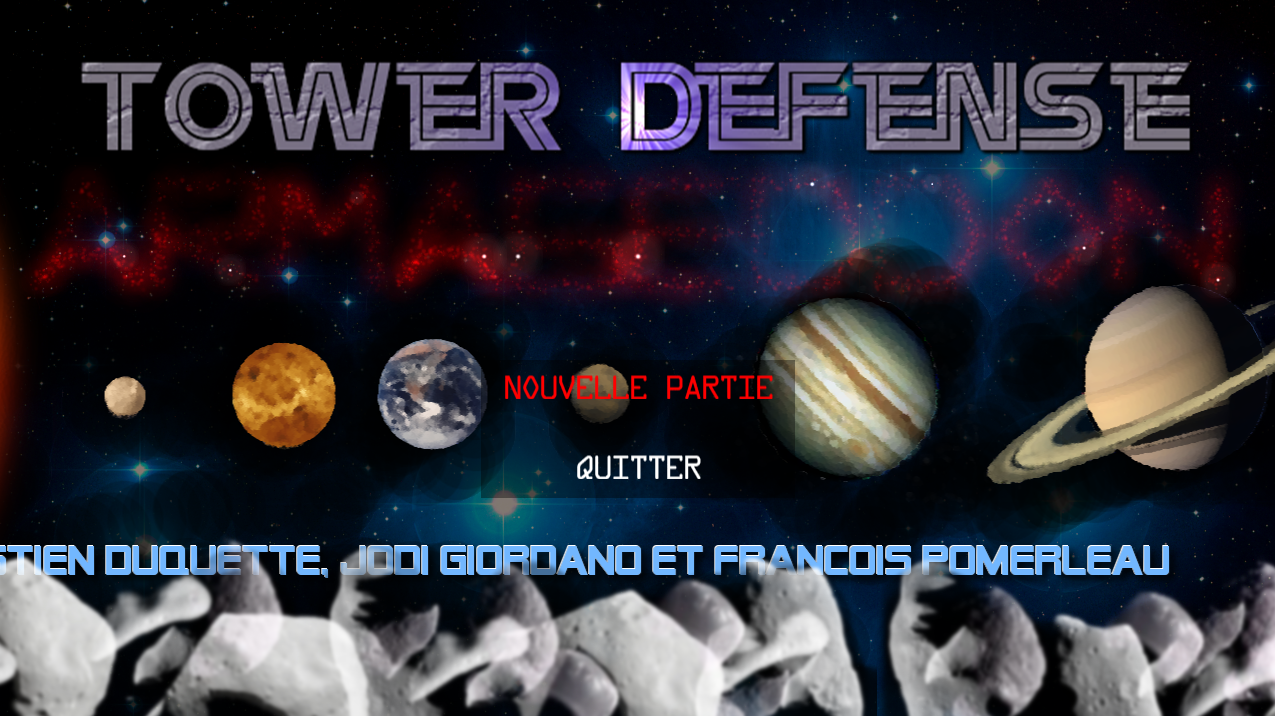 TOWER DEFENSE
ARMAGEDDON
NOUVELLE PARTIE
QUITTER
STIEN DUQUETTE, JODI GIORDANO ET FRANCOIS POMERLEAU